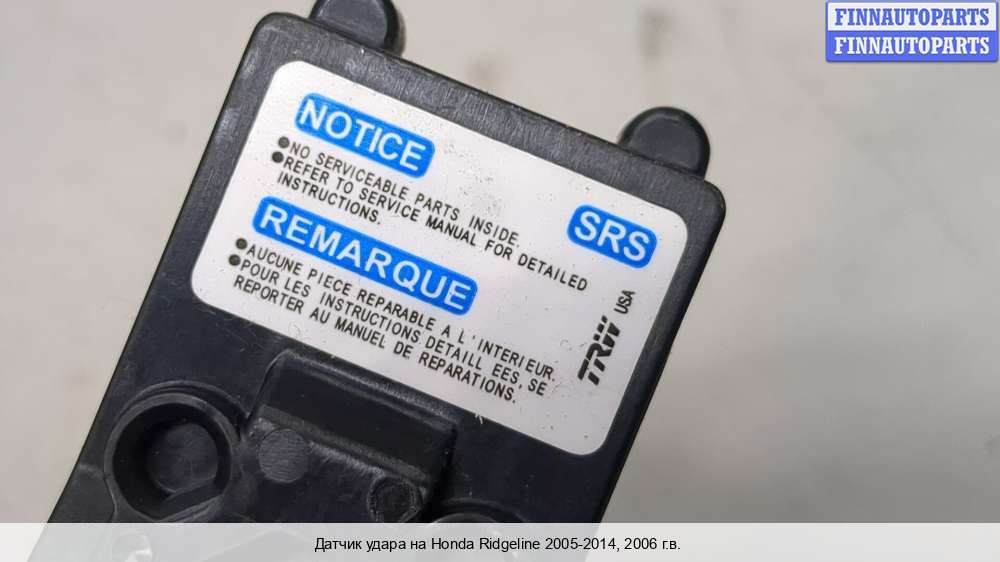 FINNAUTOPARTS
FINNAUTOPARTS
NOTICE
●NO SERVICEABLE PARTS INSIDE.
●REFER TO SERVICE MANUAL FOR DETAILED
INSTRUCTIONS.
SRS
REMARQUE
●AUCUNE PIECE REPARABLE A L'INTERIEUR.
●POUR LES INSTRUCTIONS DETAILL EES, SE
REPORTER AU MANUEL DE REPARATIONS.
TRW USA
Датчик удара на Honda Ridgeline 2005-2014, 2006 г.в.